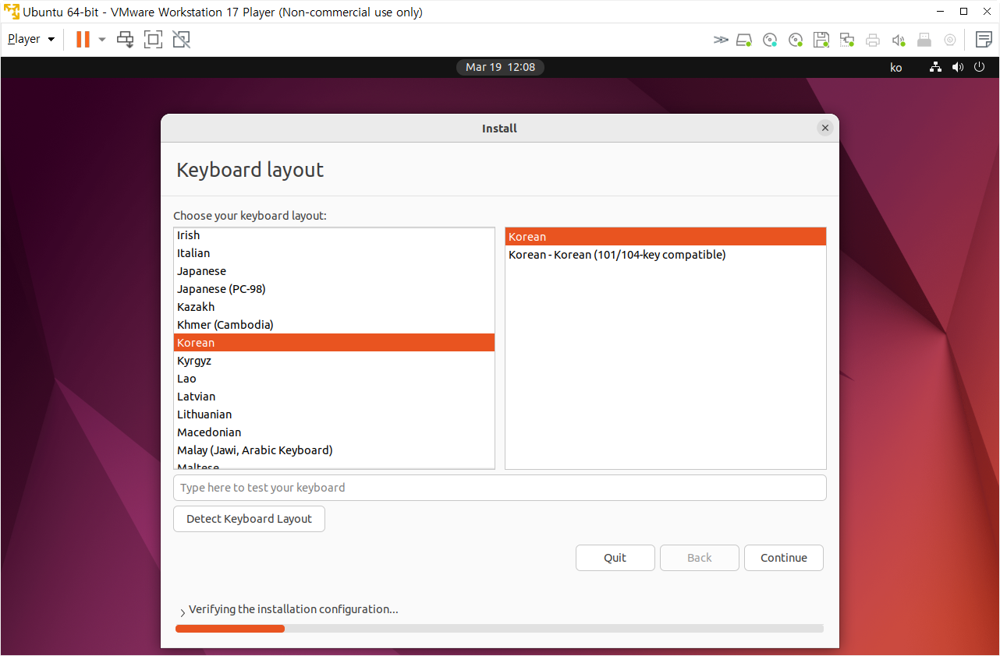 Ubuntu 64-bit - VMware Workstation 17 Player (Non-commercial use only)
Player
Mar 19 12:08
ko
Install
Keyboard layout
Choose your keyboard layout:
Irish
Italian
Japanese
Japanese (PC-98)
Kazakh
Khmer (Cambodia)
Korean
Kyrgyz
Lao
Latvian
Lithuanian
Macedonian
Malay (Jawi, Arabic Keyboard)
Maltese
Korean
Korean - Korean (101/104-key compatible)
Type here to test your keyboard
Detect Keyboard Layout
Quit
Back
Continue
Verifying the installation configuration...